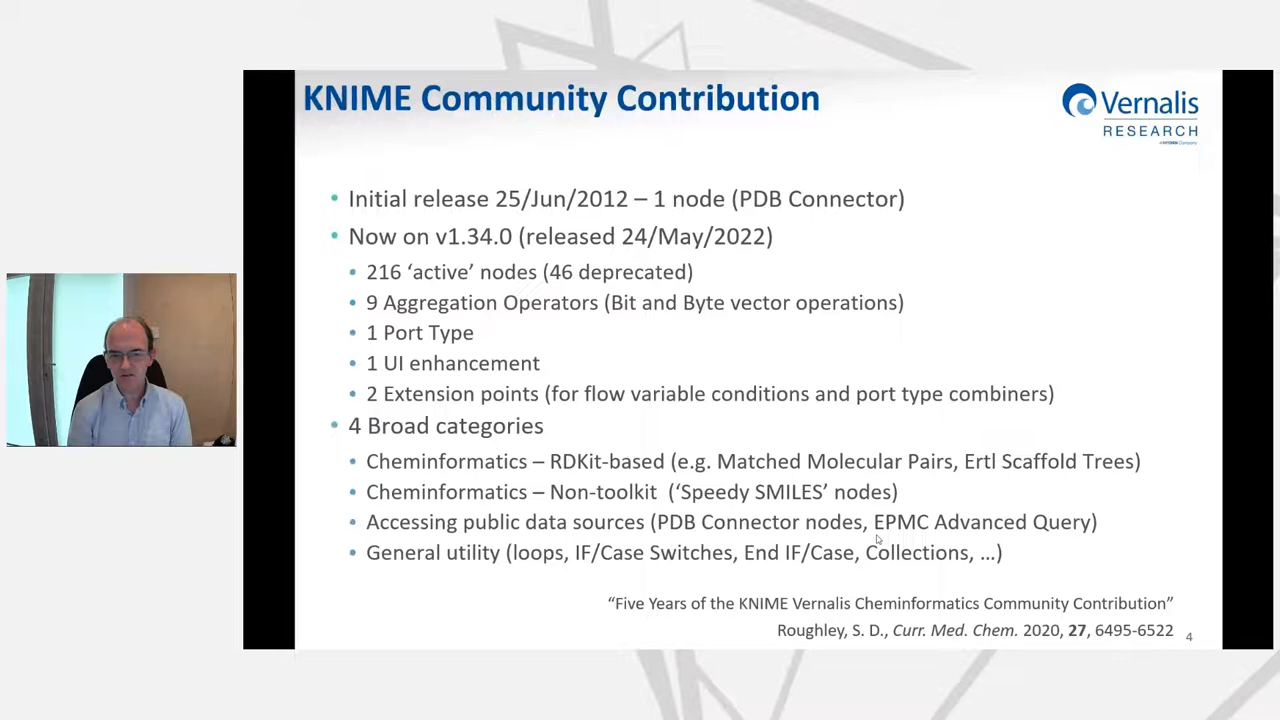 KNIME Community Contribution
Vernalis
RESEARCH
• Initial release 25/Jun/2012 – 1 node (PDB Connector)
• Now on v1.34.0 (released 24/May/2022)
• 216 ‘active’ nodes (46 deprecated)
• 9 Aggregation Operators (Bit and Byte vector operations)
• 1 Port Type
• 1 UI enhancement
• 2 Extension points (for flow variable conditions and port type combiners)
• 4 Broad categories
• Cheminformatics – RDKit-based (e.g. Matched Molecular Pairs, Ertl Scaffold Trees)
• Cheminformatics – Non-toolkit (‘Speedy SMILES’ nodes)
• Accessing public data sources (PDB Connector nodes, EPMC Advanced Query)
• General utility (loops, IF/Case Switches, End IF/Case, Collections, …)
“Five Years of the KNIME Vernalis Cheminformatics Community Contribution”
Roughley, S. D., Curr. Med. Chem. 2020, 27, 6495-6522
4